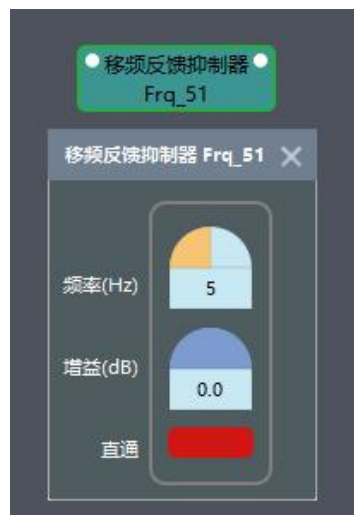 移频反馈抑制器
Frq_51
移频反馈抑制器 Frq_51
频率(Hz)
5
增益(dB)
0.0
直通